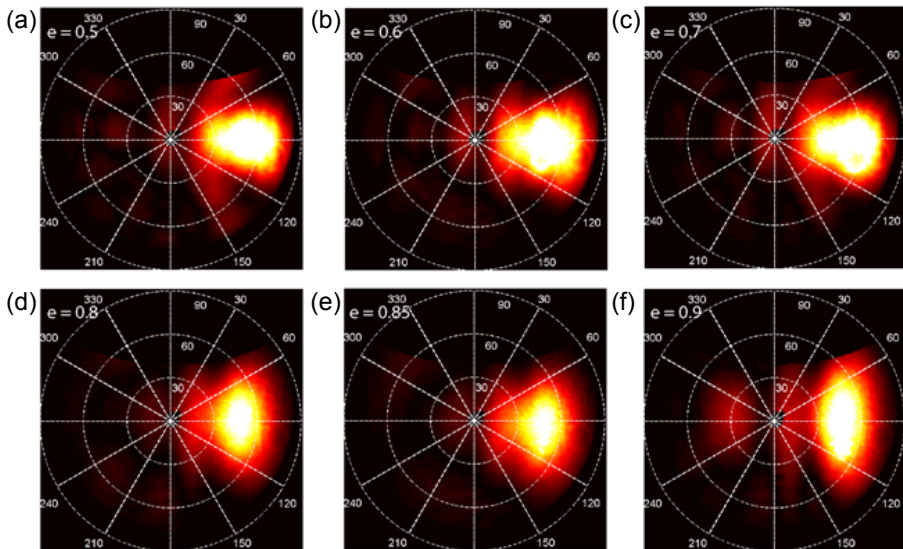 (a) e = 0.5 330 90 30 300 60 60 30 240 120 210 150
(b) e = 0.6 330 90 30 300 60 60 30 240 120 210 150
(c) e = 0.7 330 90 30 300 60 60 30 240 120 210 150
(d) e = 0.8 330 90 30 300 60 60 30 240 120 210 150
(e) e = 0.85 330 90 30 300 60 60 30 240 120 210 150
(f) e = 0.9 330 90 30 300 60 60 30 240 120 210 150